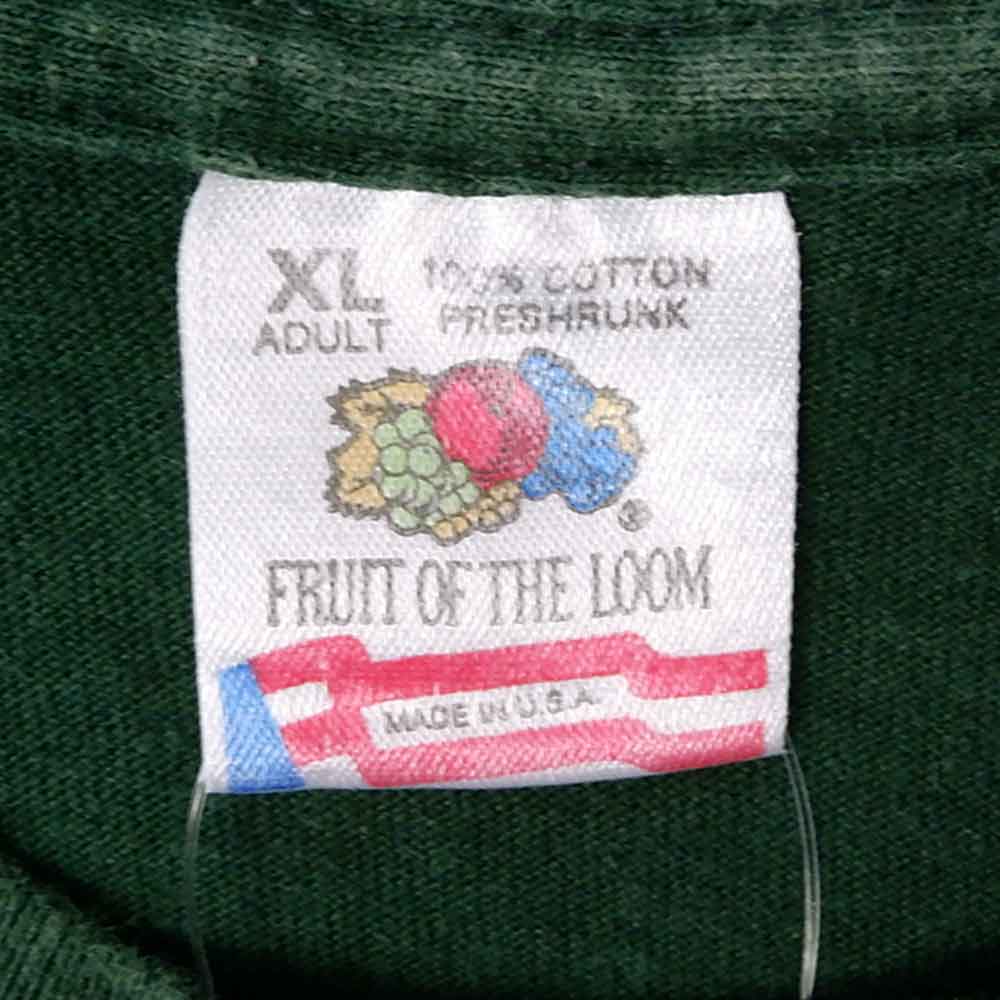 XL
ADULT
100% COTTON
PRESHRUNK
®
FRUIT OF THE LOOM
MADE IN U.S.A.